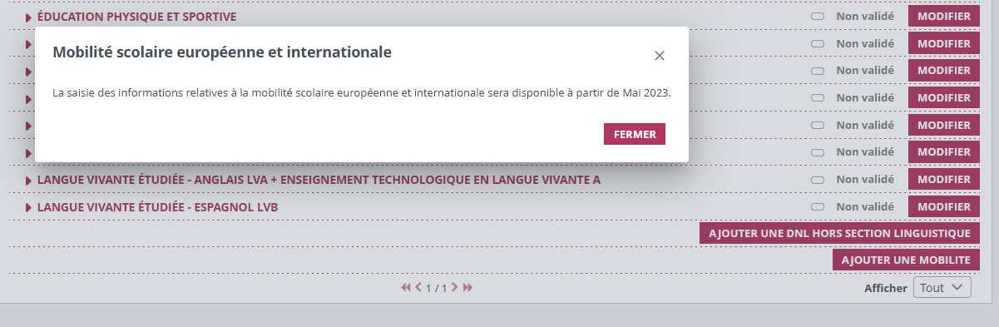 ÉDUCATION PHYSIQUE ET SPORTIVE Non validé MODIFIER
Non validé MODIFIER
Mobilité scolaire européenne et internationale
Non validé MODIFIER
La saisie des informations relatives à la mobilité scolaire européenne et internationale sera disponible à partir de Mai 2023.
Non validé MODIFIER
Non validé MODIFIER
FERMER
Non validé MODIFIER
LANGUE VIVANTE ÉTUDIÉE - ANGLAIS LVA + ENSEIGNEMENT TECHNOLOGIQUE EN LANGUE VIVANTE A Non validé MODIFIER
LANGUE VIVANTE ÉTUDIÉE - ESPAGNOL LVB Non validé MODIFIER
AJOUTER UNE DNL HORS SECTION LINGUISTIQUE
AJOUTER UNE MOBILITE
1 / 1 Afficher Tout